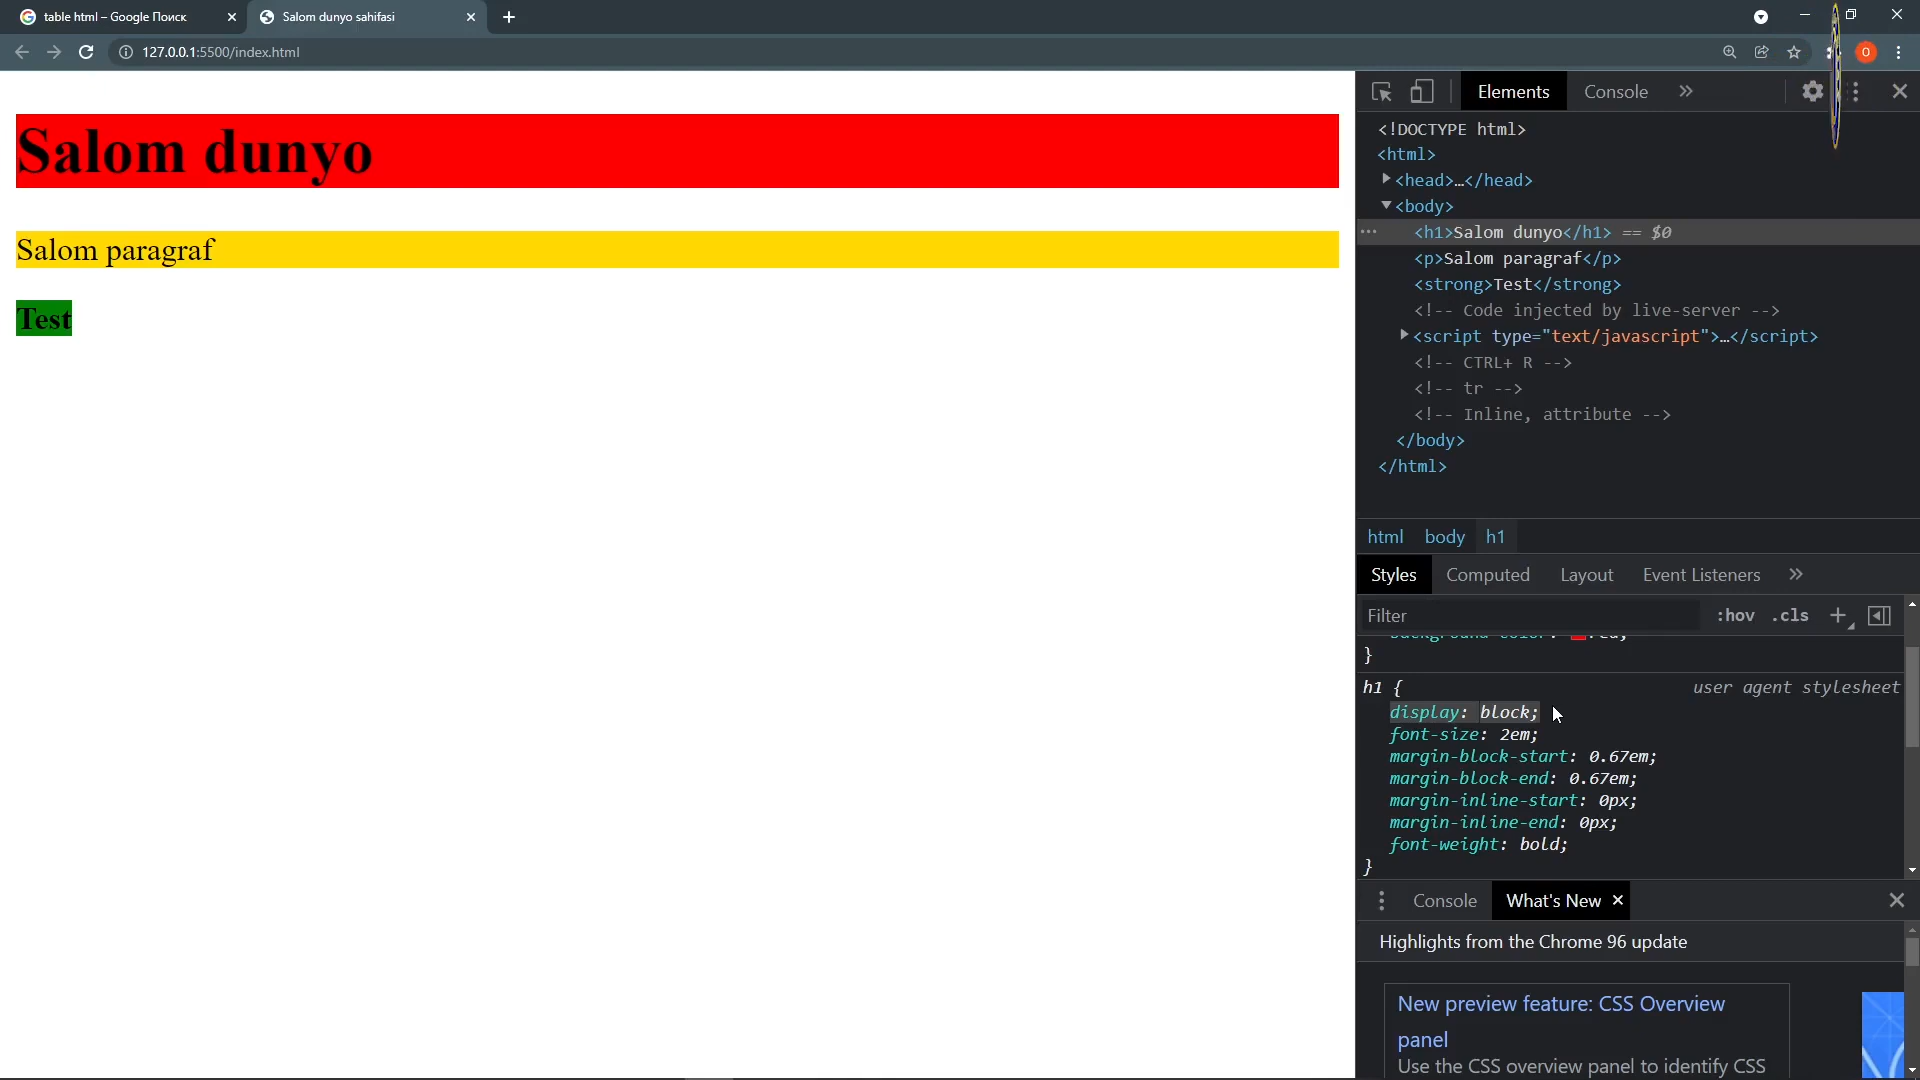 table html – Google Поиск
Salom dunyo sahifasi
127.0.0.1:5500/index.html
O
Salom dunyo
Salom paragraf
Test
Elements
Console
<!DOCTYPE html>
<html>
<head>…</head>
<body>
<h1>Salom dunyo</h1> == $0
<p>Salom paragraf</p>
<strong>Test</strong>
<!-- Code injected by live-server -->
<script type="text/javascript">…</script>
<!-- CTRL+ R -->
<!-- tr -->
<!-- Inline, attribute -->
</body>
</html>
html body h1
Styles Computed Layout Event Listeners
Filter :hov .cls
}
h1 { user agent stylesheet
display: block;
font-size: 2em;
margin-block-start: 0.67em;
margin-block-end: 0.67em;
margin-inline-start: 0px;
margin-inline-end: 0px;
font-weight: bold;
}
Console What's New
Highlights from the Chrome 96 update
New preview feature: CSS Overview
panel
Use the CSS overview panel to identify CSS